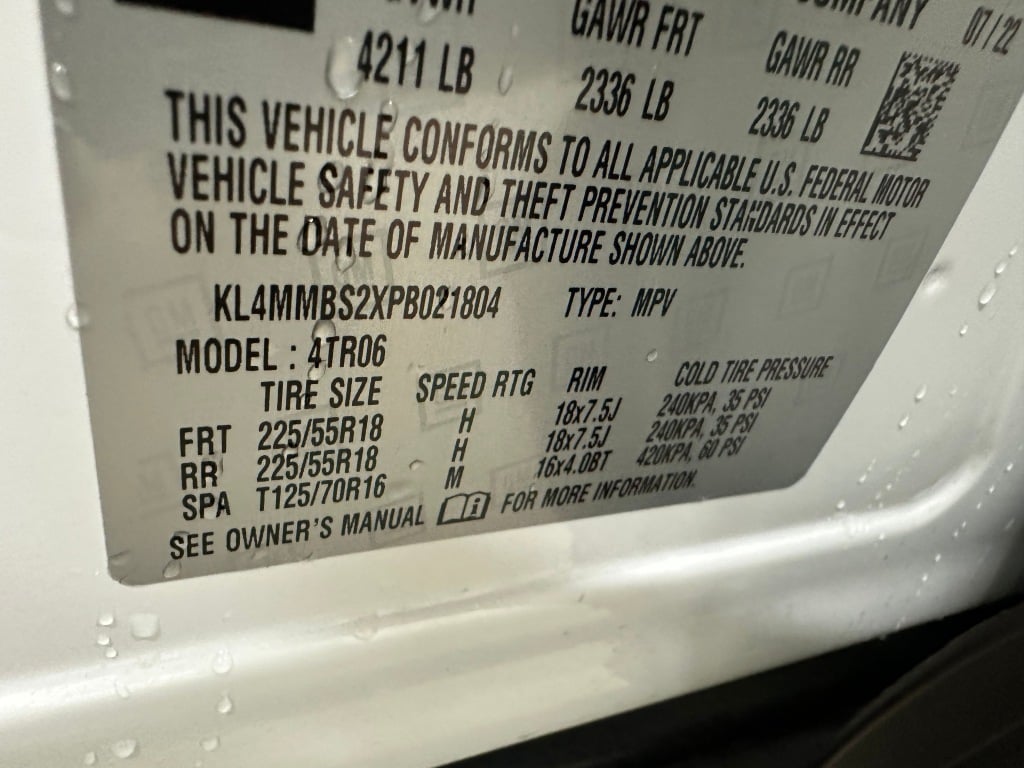 GVWR GAWR FRT COMPANY 07 / 22
4211 LB 2336 LB GAWR RR
2336 LB
THIS VEHICLE CONFORMS TO ALL APPLICABLE U.S. FEDERAL MOTOR
VEHICLE SAFETY AND THEFT PREVENTION STANDARDS IN EFFECT
ON THE DATE OF MANUFACTURE SHOWN ABOVE.
KL4MMBS2XPB021804 TYPE: MPV
MODEL : 4TR06
TIRE SIZE SPEED RTG RIM COLD TIRE PRESSURE
FRT 225/55R18 H 18x7.5J 240KPA, 35 PSI
RR 225/55R18 H 18x7.5J 240KPA, 35 PSI
SPA T125/70R16 M 16x4.0BT 420KPA, 60 PSI
SEE OWNER'S MANUAL FOR MORE INFORMATION.